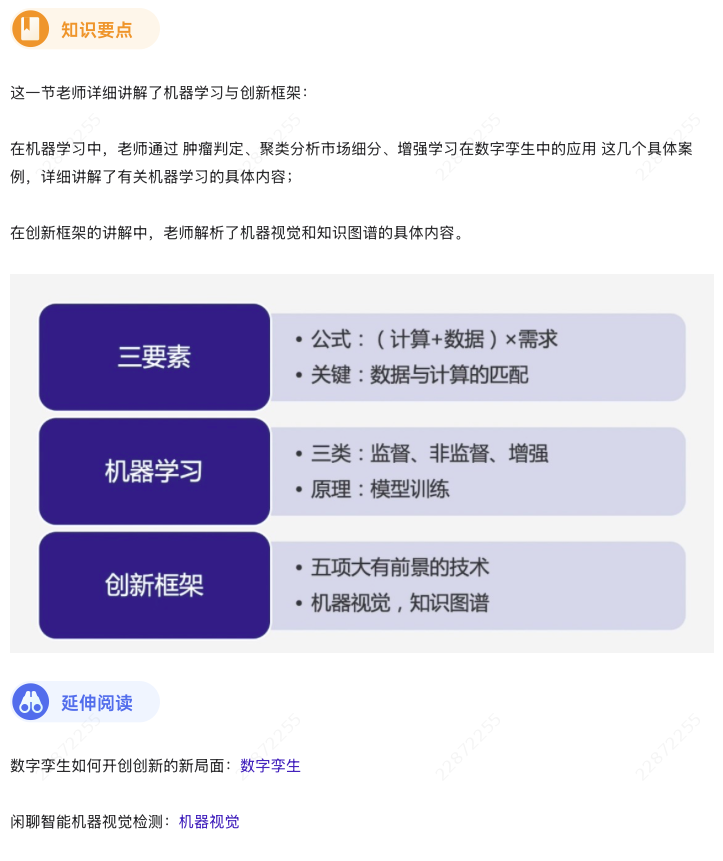 知识要点
这一节老师详细讲解了机器学习与创新框架：
在机器学习中，老师通过 肿瘤判定、聚类分析市场细分、增强学习在数字孪生中的应用 这几个具体案
例，详细讲解了有关机器学习的具体内容；
在创新框架的讲解中，老师解析了机器视觉和知识图谱的具体内容。
三要素
• 公式：（计算+数据）×需求
• 关键：数据与计算的匹配
机器学习
• 三类：监督、非监督、增强
• 原理：模型训练
创新框架
• 五项大有前景的技术
• 机器视觉，知识图谱
延伸阅读
数字孪生如何开创创新的新局面：数字孪生
闲聊智能机器视觉检测：机器视觉
22872255
22872255
22872255
22872255
22872255
22872255
22872255
22872255